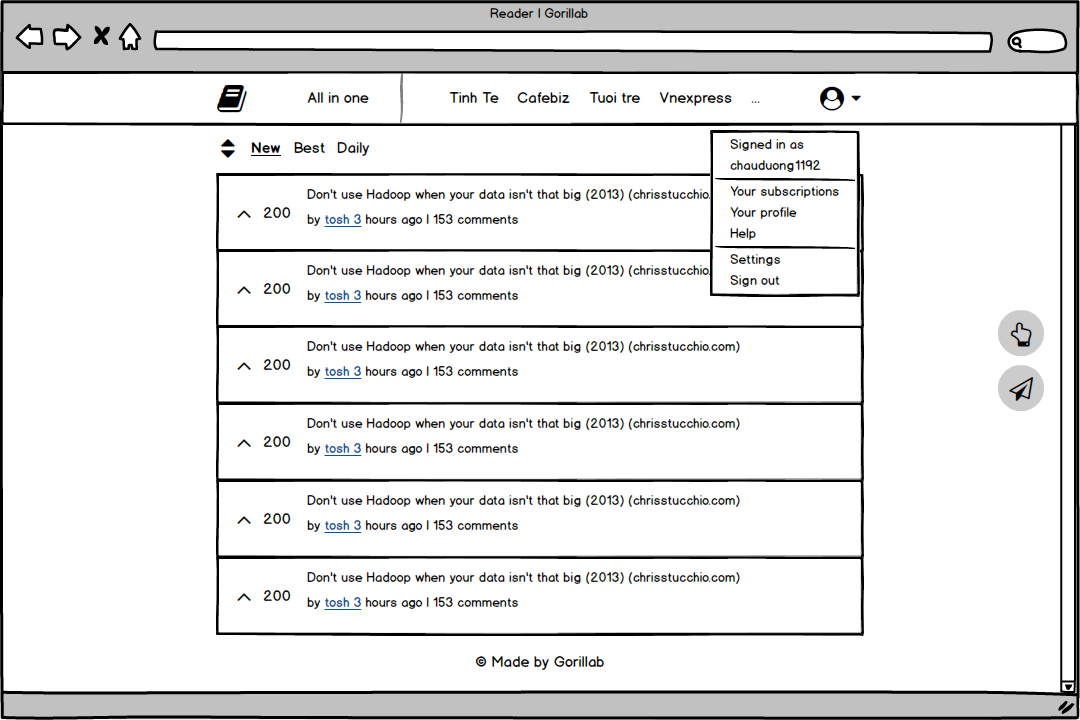 Reader | Gorillab
All in one Tinh Te Cafebiz Tuoi tre Vnexpress ...
New Best Daily
Signed in as
chauduong1192
Your subscriptions
Your profile
Help
Settings
Sign out
Don't use Hadoop when your data isn't that big (2013) (chrisstucchio.
200
by tosh 3 hours ago | 153 comments
Don't use Hadoop when your data isn't that big (2013) (chrisstucchio.
200
by tosh 3 hours ago | 153 comments
Don't use Hadoop when your data isn't that big (2013) (chrisstucchio.com)
200
by tosh 3 hours ago | 153 comments
Don't use Hadoop when your data isn't that big (2013) (chrisstucchio.com)
200
by tosh 3 hours ago | 153 comments
Don't use Hadoop when your data isn't that big (2013) (chrisstucchio.com)
200
by tosh 3 hours ago | 153 comments
Don't use Hadoop when your data isn't that big (2013) (chrisstucchio.com)
200
by tosh 3 hours ago | 153 comments
© Made by Gorillab